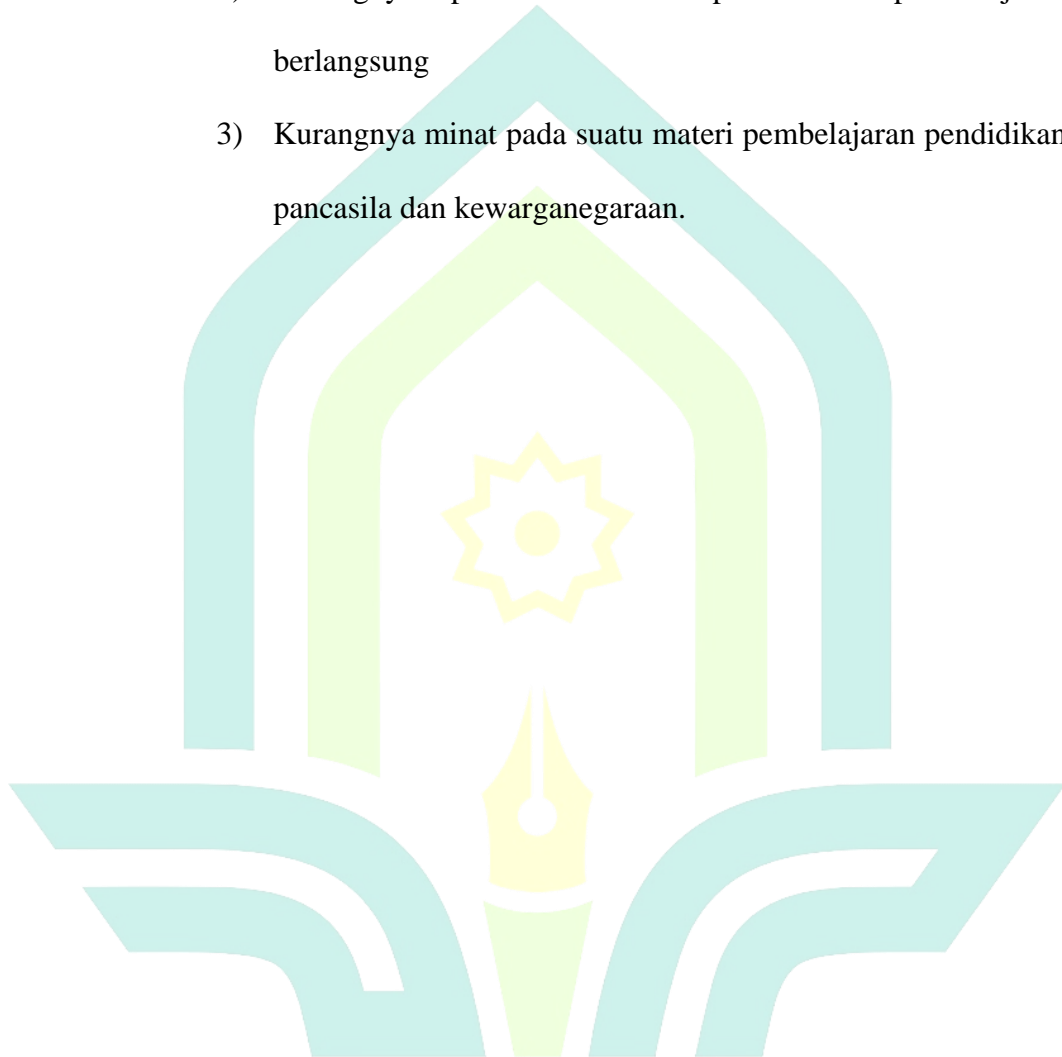 berlangsung
3) Kurangnya minat pada suatu materi pembelajaran pendidikan
pancasila dan kewarganegaraan.